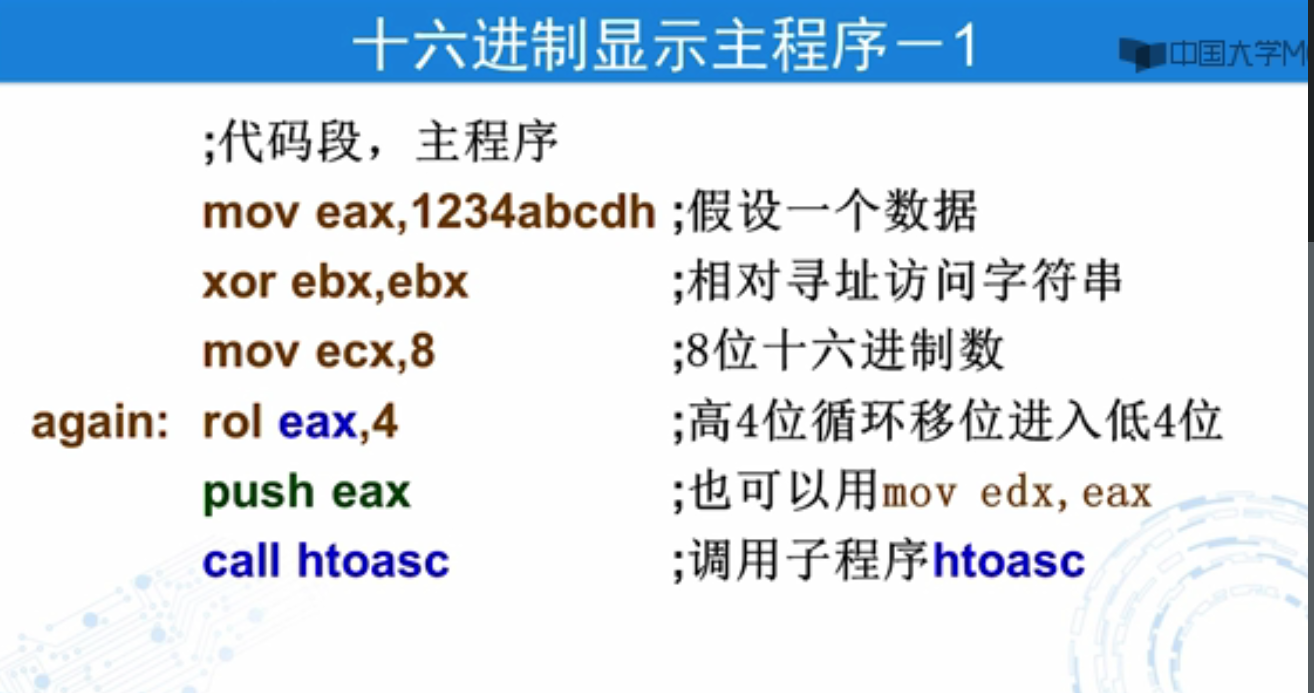 十六进制显示主程序－1
中国大学M
;代码段，主程序
mov eax,1234abcdh ;假设一个数据
xor ebx,ebx ;相对寻址访问字符串
mov ecx,8 ;8位十六进制数
again: rol eax,4 ;高4位循环移位进入低4位
push eax ;也可以用mov edx,eax
call htoasc ;调用子程序htoasc